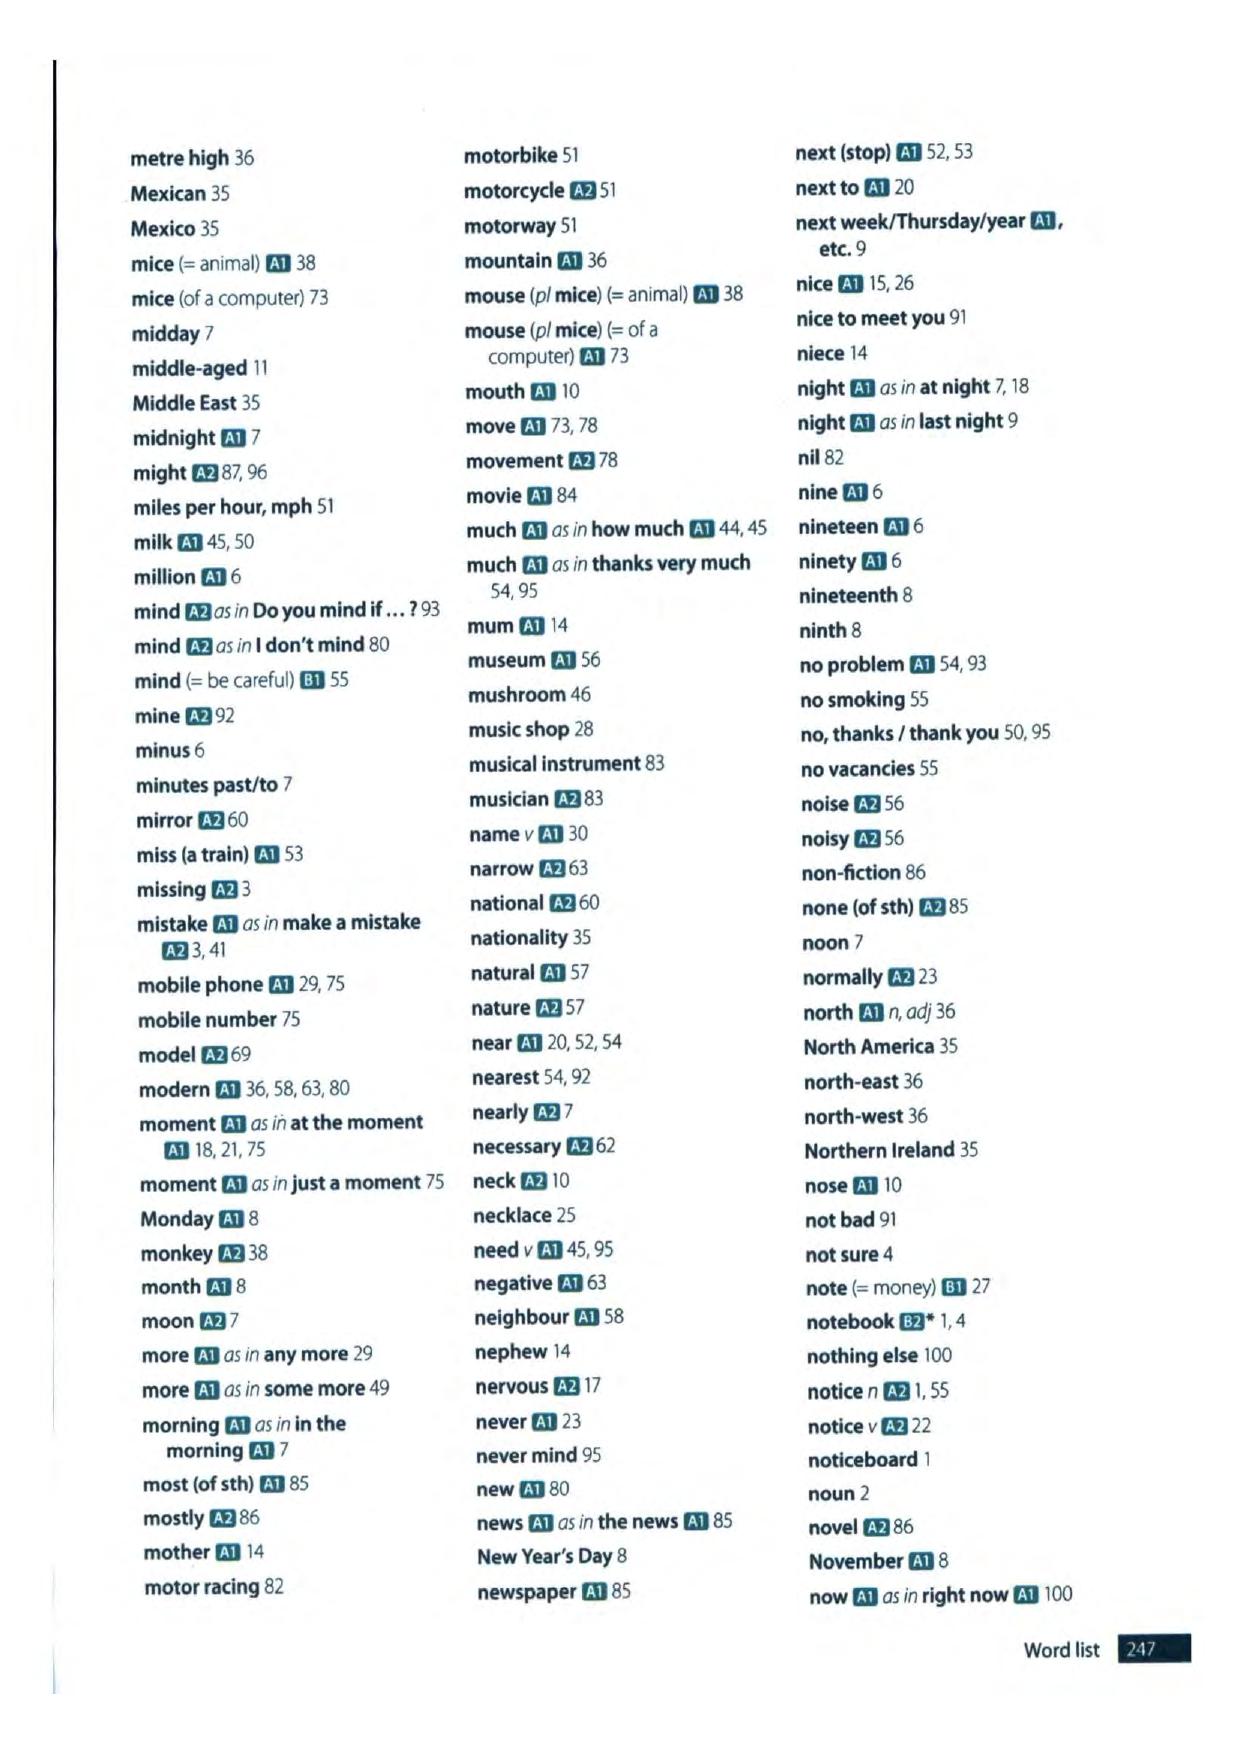 metre high 36
Mexican 35
Mexico 35
mice (= animal) A1 38
mice (of a computer) 73
midday 7
middle-aged 11
Middle East 35
midnight A1 7
might A2 87, 96
miles per hour, mph 51
milk A1 45, 50
million A1 6
mind A2 as in Do you mind if ... ? 93
mind A2 as in I don't mind 80
mind (= be careful) B1 55
mine A2 92
minus 6
minutes past/to 7
mirror A2 60
miss (a train) A1 53
missing A2 3
mistake A1 as in make a mistake
A2 3, 41
mobile phone A1 29, 75
mobile number 75
model A2 69
modern A1 36, 58, 63, 80
moment A1 as in at the moment
A1 18, 21, 75
moment A1 as in just a moment 75
Monday A1 8
monkey A2 38
month A1 8
moon A2 7
more A1 as in any more 29
more A1 as in some more 49
morning A1 as in in the
morning A1 7
most (of sth) A1 85
mostly A2 86
mother A1 14
motor racing 82
motorbike 51
motorcycle A2 51
motorway 51
mountain A1 36
mouse (pl mice) (= animal) A1 38
mouse (pl mice) (= of a
computer) A1 73
mouth A1 10
move A1 73, 78
movement A2 78
movie A1 84
much A1 as in how much A1 44, 45
much A1 as in thanks very much
54, 95
mum A1 14
museum A1 56
mushroom 46
music shop 28
musical instrument 83
musician A2 83
name v A1 30
narrow A2 63
national A2 60
nationality 35
natural A1 57
nature A2 57
near A1 20, 52, 54
nearest 54, 92
nearly A2 7
necessary A2 62
neck A2 10
necklace 25
need v A1 45, 95
negative A1 63
neighbour A1 58
nephew 14
nervous A2 17
never A1 23
never mind 95
new A1 80
news A1 as in the news A1 85
New Year's Day 8
newspaper A1 85
next (stop) A1 52, 53
next to A1 20
next week/Thursday/year A1,
etc. 9
nice A1 15, 26
nice to meet you 91
niece 14
night A1 as in at night 7, 18
night A1 as in last night 9
nil 82
nine A1 6
nineteen A1 6
ninety A1 6
nineteenth 8
ninth 8
no problem A1 54, 93
no smoking 55
no, thanks / thank you 50, 95
no vacancies 55
noise A2 56
noisy A2 56
non-fiction 86
none (of sth) A2 85
noon 7
normally A2 23
north A1 n, adj 36
North America 35
north-east 36
north-west 36
Northern Ireland 35
nose A1 10
not bad 91
not sure 4
note (= money) B1 27
notebook B2* 1, 4
nothing else 100
notice n A2 1, 55
notice v A2 22
noticeboard 1
noun 2
novel A2 86
November A1 8
now A1 as in right now A1 100
Word list 247